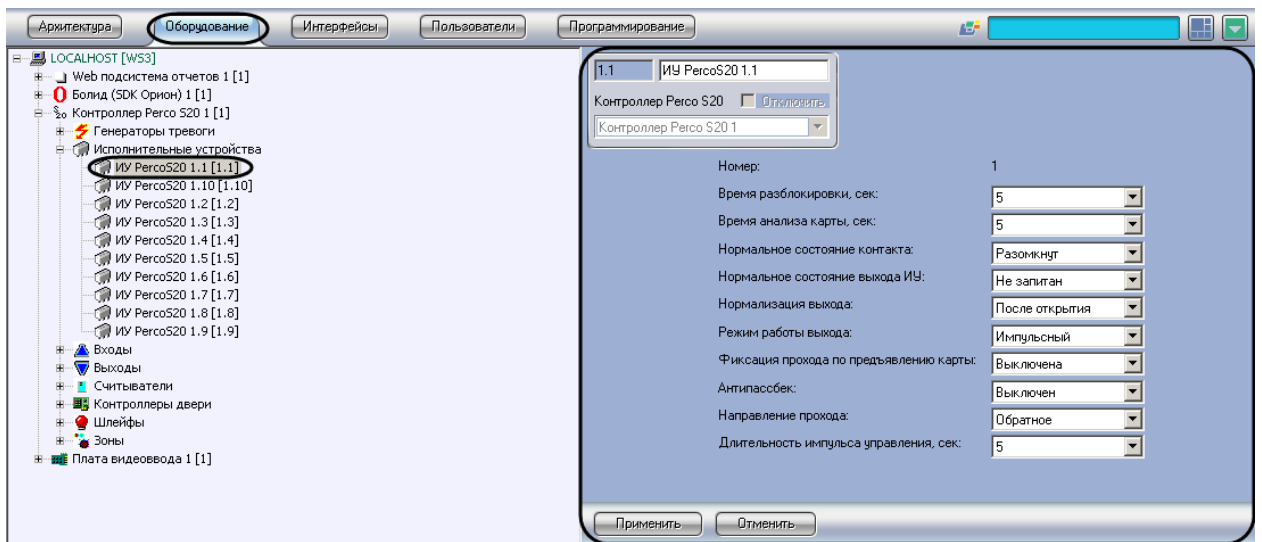 Архитектура
Оборудование
Интерфейсы
Пользователи
Программирование
LOCALHOST [WS3]
Web подсистема отчетов 1 [1]
Болид (SDK Орион) 1 [1]
Контроллер Perco S20 1 [1]
Генераторы тревоги
Исполнительные устройства
ИУ PercoS20 1.1 [1.1]
ИУ PercoS20 1.10 [1.10]
ИУ PercoS20 1.2 [1.2]
ИУ PercoS20 1.3 [1.3]
ИУ PercoS20 1.4 [1.4]
ИУ PercoS20 1.5 [1.5]
ИУ PercoS20 1.6 [1.6]
ИУ PercoS20 1.7 [1.7]
ИУ PercoS20 1.8 [1.8]
ИУ PercoS20 1.9 [1.9]
Входы
Выходы
Считыватели
Контроллеры двери
Шлейфы
Зоны
Плата видеоввода 1 [1]
1.1 ИУ PercoS20 1.1
Контроллер Perco S20 Отключить
Контроллер Perco S20 1
Номер: 1
Время разблокировки, сек: 5
Время анализа карты, сек: 5
Нормальное состояние контакта: Разомкнут
Нормальное состояние выхода ИУ: Не запитан
Нормализация выхода: После открытия
Режим работы выхода: Импульсный
Фиксация прохода по предъявлению карты: Выключена
Антипассбек: Выключен
Направление прохода: Обратное
Длительность импульса управления, сек: 5
Применить
Отменить